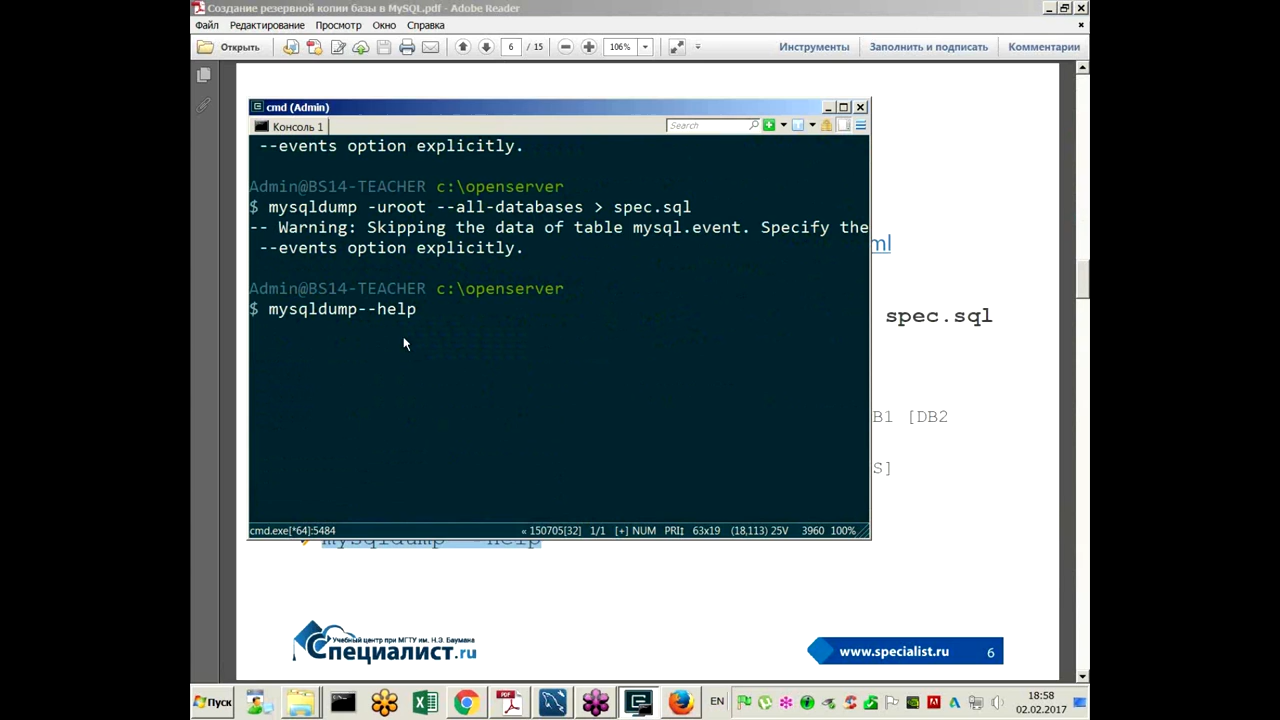 Создание резервной копии базы в MySQL.pdf - Adobe Reader
Файл Редактирование Просмотр Окно Справка
Открыть 6 / 15 106% Инструменты Заполнить и подписать Комментарии
cmd (Admin)
Консоль 1 Search
--events option explicitly.
Admin@BS14-TEACHER c:\openserver
$ mysqldump -uroot --all-databases > spec.sql
-- Warning: Skipping the data of table mysql.event. Specify the
--events option explicitly.
ml
Admin@BS14-TEACHER c:\openserver
$ mysqldump--help
spec.sql
B1 [DB2
S]
cmd.exe[*64]:5484 « 150705[32] 1/1 [+] NUM PRI↕ 63x19 (18,113) 25V 3960 100%
mysqldump --help
Учебный центр при МГТУ им. Н.Э. Баумана
Специалист.ru
www.specialist.ru 6
Пуск EN 18:58
02.02.2017